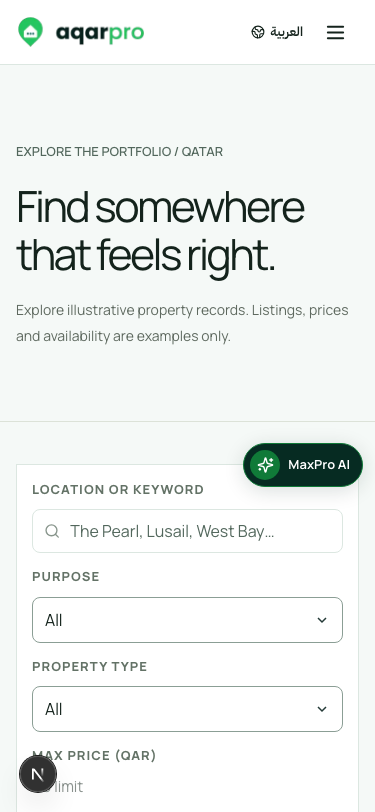 aqarpro
العربية
EXPLORE THE PORTFOLIO / QATAR
Find somewhere
that feels right.
Explore illustrative property records. Listings, prices
and availability are examples only.
MaxPro AI
LOCATION OR KEYWORD
The Pearl, Lusail, West Bay...
PURPOSE
All
PROPERTY TYPE
All
MAX PRICE (QAR)
N
limit